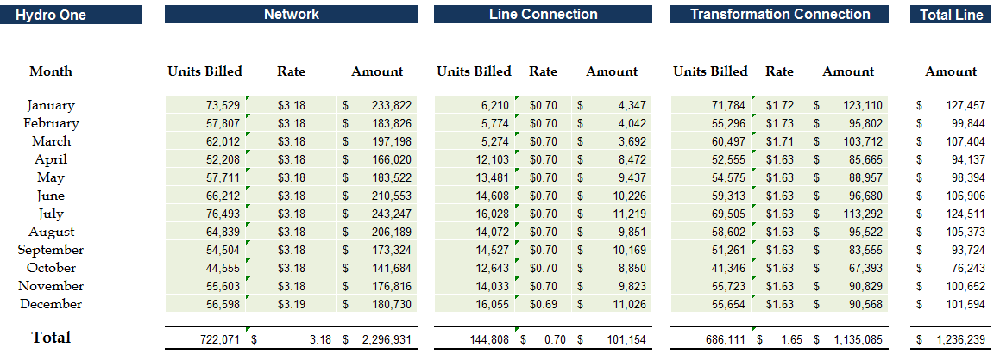 Hydro One Network Line Connection Transformation Connection Total Line
Month Units Billed Rate Amount Units Billed Rate Amount Units Billed Rate Amount Amount
January 73,529 $3.18 $ 233,822 6,210 $0.70 $ 4,347 71,784 $1.72 $ 123,110 $ 127,457
February 57,807 $3.18 $ 183,826 5,774 $0.70 $ 4,042 55,296 $1.73 $ 95,802 $ 99,844
March 62,012 $3.18 $ 197,198 5,274 $0.70 $ 3,692 60,497 $1.71 $ 103,712 $ 107,404
April 52,208 $3.18 $ 166,020 12,103 $0.70 $ 8,472 52,555 $1.63 $ 85,665 $ 94,137
May 57,711 $3.18 $ 183,522 13,481 $0.70 $ 9,437 54,575 $1.63 $ 88,957 $ 98,394
June 66,212 $3.18 $ 210,553 14,608 $0.70 $ 10,226 59,313 $1.63 $ 96,680 $ 106,906
July 76,493 $3.18 $ 243,247 16,028 $0.70 $ 11,219 69,505 $1.63 $ 113,292 $ 124,511
August 64,839 $3.18 $ 206,189 14,072 $0.70 $ 9,851 58,602 $1.63 $ 95,522 $ 105,373
September 54,504 $3.18 $ 173,324 14,527 $0.70 $ 10,169 51,261 $1.63 $ 83,555 $ 93,724
October 44,555 $3.18 $ 141,684 12,643 $0.70 $ 8,850 41,346 $1.63 $ 67,393 $ 76,243
November 55,603 $3.18 $ 176,816 14,033 $0.70 $ 9,823 55,723 $1.63 $ 90,829 $ 100,652
December 56,598 $3.19 $ 180,730 16,055 $0.69 $ 11,026 55,654 $1.63 $ 90,568 $ 101,594
Total 722,071 $ 3.18 $ 2,296,931 144,808 $ 0.70 $ 101,154 686,111 $ 1.65 $ 1,135,085 $ 1,236,239